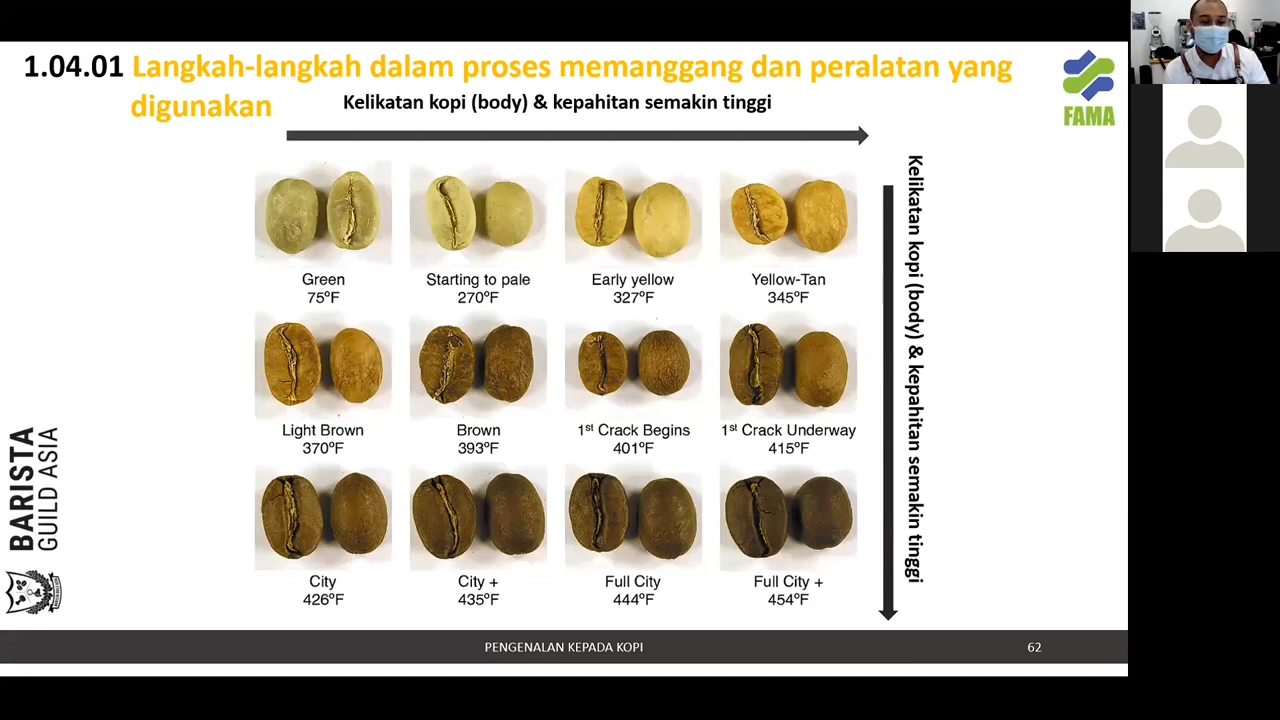 1.04.01 Langkah-langkah dalam proses memanggang dan peralatan yang
digunakan
Kelikatan kopi (body) & kepahitan semakin tinggi
FAMA
Kelikatan kopi (body) & kepahitan semakin tinggi
Green
75ºF
Starting to pale
270ºF
Early yellow
327ºF
Yellow-Tan
345ºF
Light Brown
370ºF
Brown
393ºF
1st Crack Begins
401ºF
1st Crack Underway
415ºF
City
426ºF
City +
435ºF
Full City
444ºF
Full City +
454ºF
BARISTA
GUILD ASIA
PENGENALAN KEPADA KOPI
62